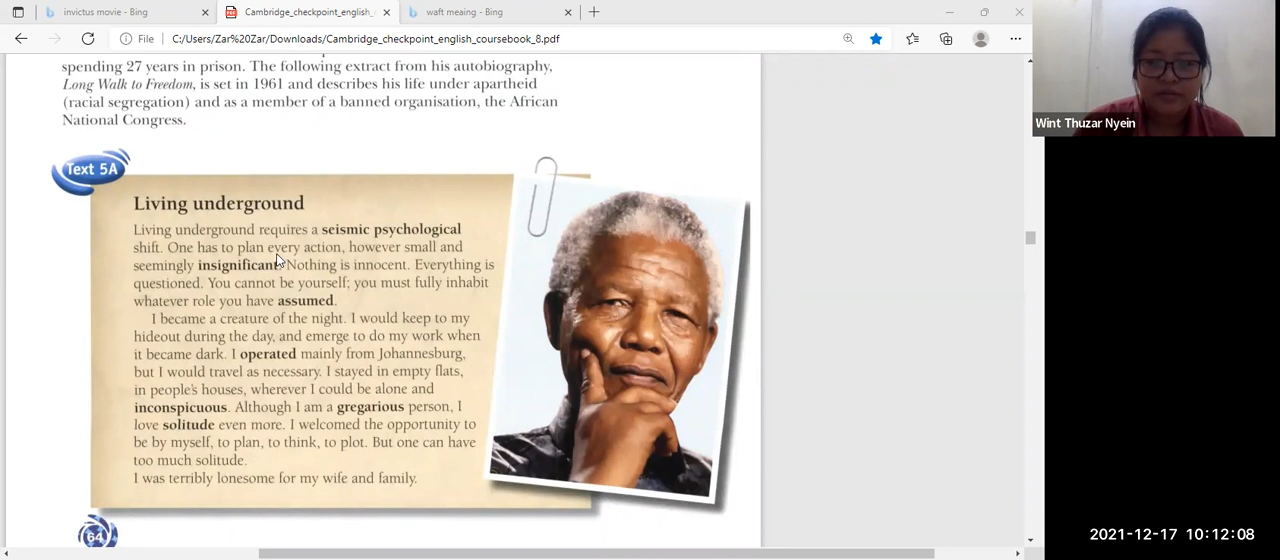 invictus movie - Bing
Cambridge_checkpoint_english_
waft meaing - Bing
File
C:/Users/Zar%20Zar/Downloads/Cambridge_checkpoint_english_coursebook_8.pdf
spending 27 years in prison. The following extract from his autobiography,
Long Walk to Freedom, is set in 1961 and describes his life under apartheid
(racial segregation) and as a member of a banned organisation, the African
National Congress.
Text 5A
Living underground
Living underground requires a seismic psychological
shift. One has to plan every action, however small and
seemingly insignificant. Nothing is innocent. Everything is
questioned. You cannot be yourself; you must fully inhabit
whatever role you have assumed.
I became a creature of the night. I would keep to my
hideout during the day, and emerge to do my work when
it became dark. I operated mainly from Johannesburg,
but I would travel as necessary. I stayed in empty flats,
in people's houses, wherever I could be alone and
inconspicuous. Although I am a gregarious person, I
love solitude even more. I welcomed the opportunity to
be by myself, to plan, to think, to plot. But one can have
too much solitude.
I was terribly lonesome for my wife and family.
64
Wint Thuzar Nyein
2021-12-17 10:12:08